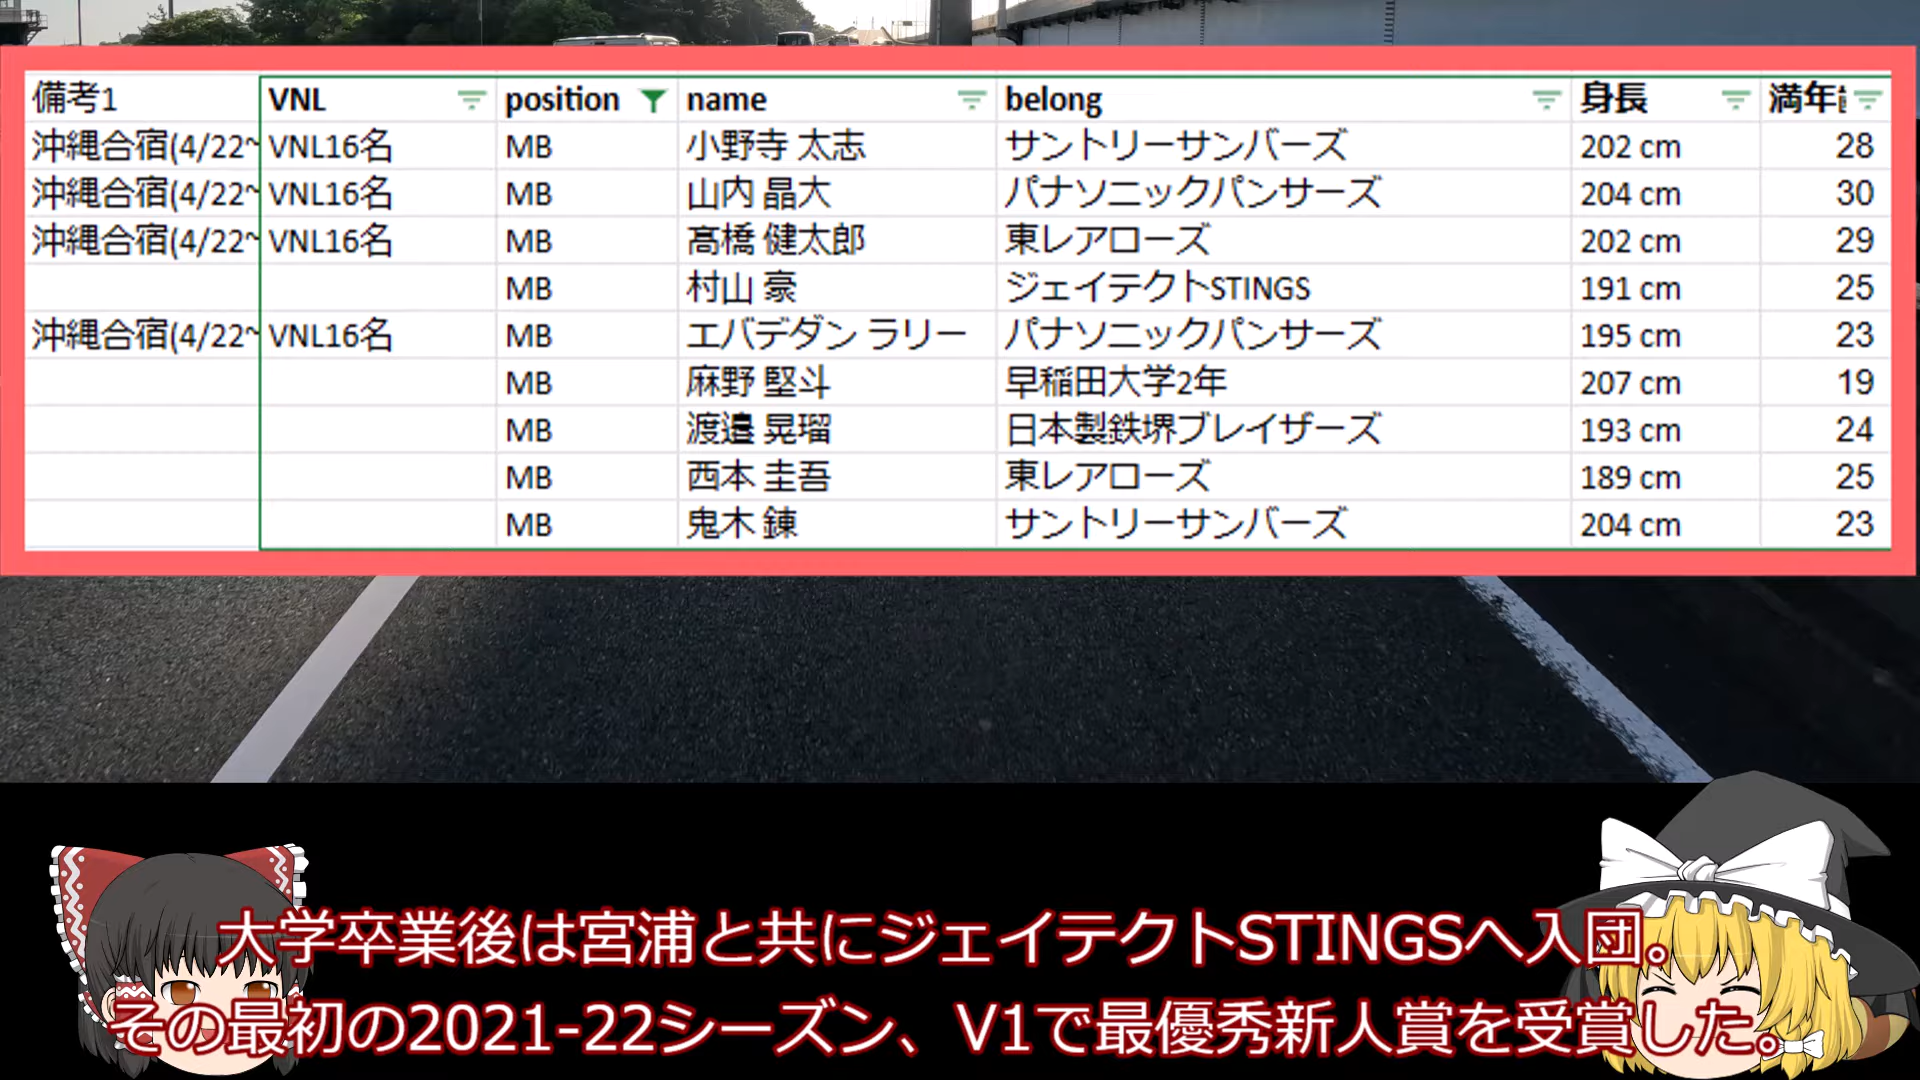 備考1 VNL position name belong 身長 満年
沖縄合宿(4/22~ VNL16名 MB 小野寺 太志 サントリーサンバーズ 202 cm 28
沖縄合宿(4/22~ VNL16名 MB 山内 晶大 パナソニックパンサーズ 204 cm 30
沖縄合宿(4/22~ VNL16名 MB 髙橋 健太郎 東レアローズ 202 cm 29
MB 村山 豪 ジェイテクトSTINGS 191 cm 25
沖縄合宿(4/22~ VNL16名 MB エバデダン ラリー パナソニックパンサーズ 195 cm 23
MB 麻野 堅斗 早稲田大学2年 207 cm 19
MB 渡邉 晃瑠 日本製鉄堺ブレイザーズ 193 cm 24
MB 西本 圭吾 東レアローズ 189 cm 25
MB 鬼木 錬 サントリーサンバーズ 204 cm 23
大学卒業後は宮浦と共にジェイテクトSTINGSへ入団。
その最初の2021-22シーズン、V1で最優秀新人賞を受賞した。